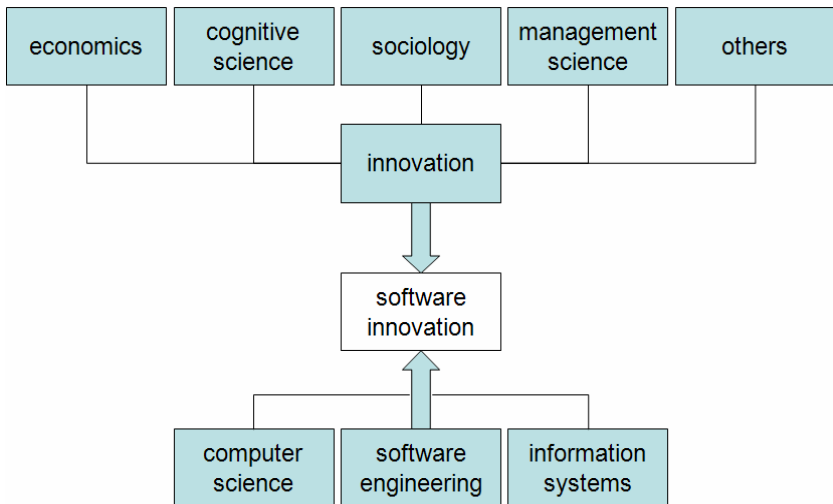 economics
cognitive
science
sociology
management
science
others
innovation
software
innovation
computer
science
software
engineering
information
systems